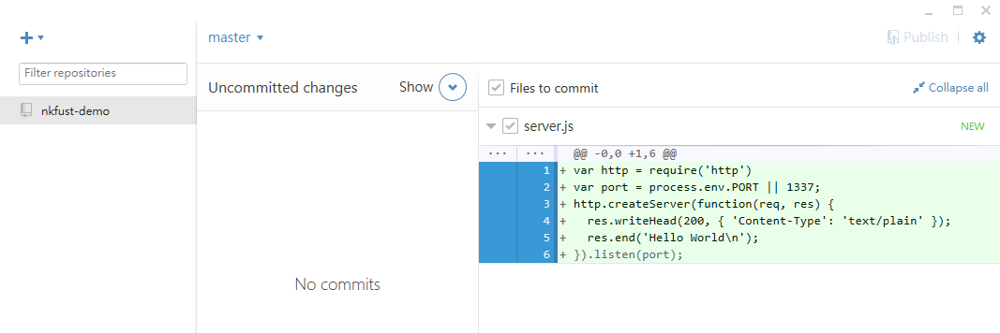 master
Publish
Filter repositories
nkfust-demo
Uncommitted changes
Show
No commits
Files to commit
Collapse all
server.js
NEW
... ... @@ -0,0 +1,6 @@
1 + var http = require('http')
2 + var port = process.env.PORT || 1337;
3 + http.createServer(function(req, res) {
4 +   res.writeHead(200, { 'Content-Type': 'text/plain' });
5 +   res.end('Hello World\n');
6 + }).listen(port);